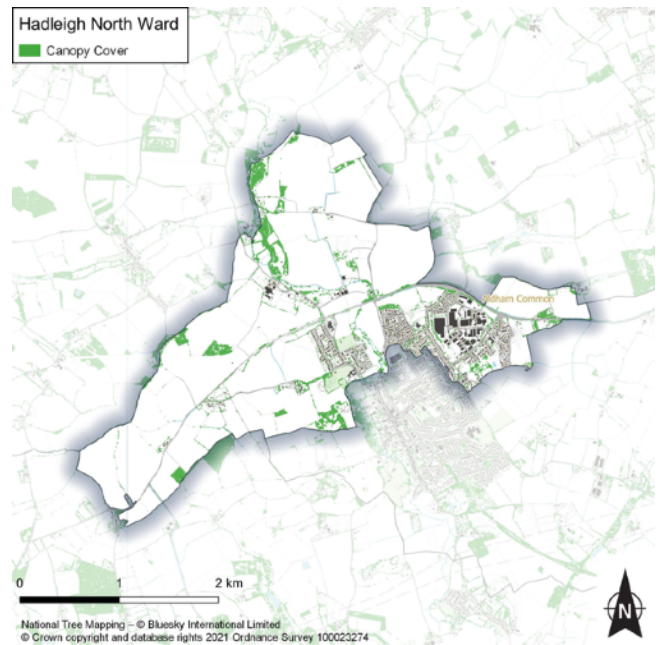 Hadleigh North Ward
Canopy Cover
Aldham Common
0 1 2 km
N
National Tree Mapping - © Bluesky International Limited
© Crown copyright and database rights 2021 Ordnance Survey 100023274